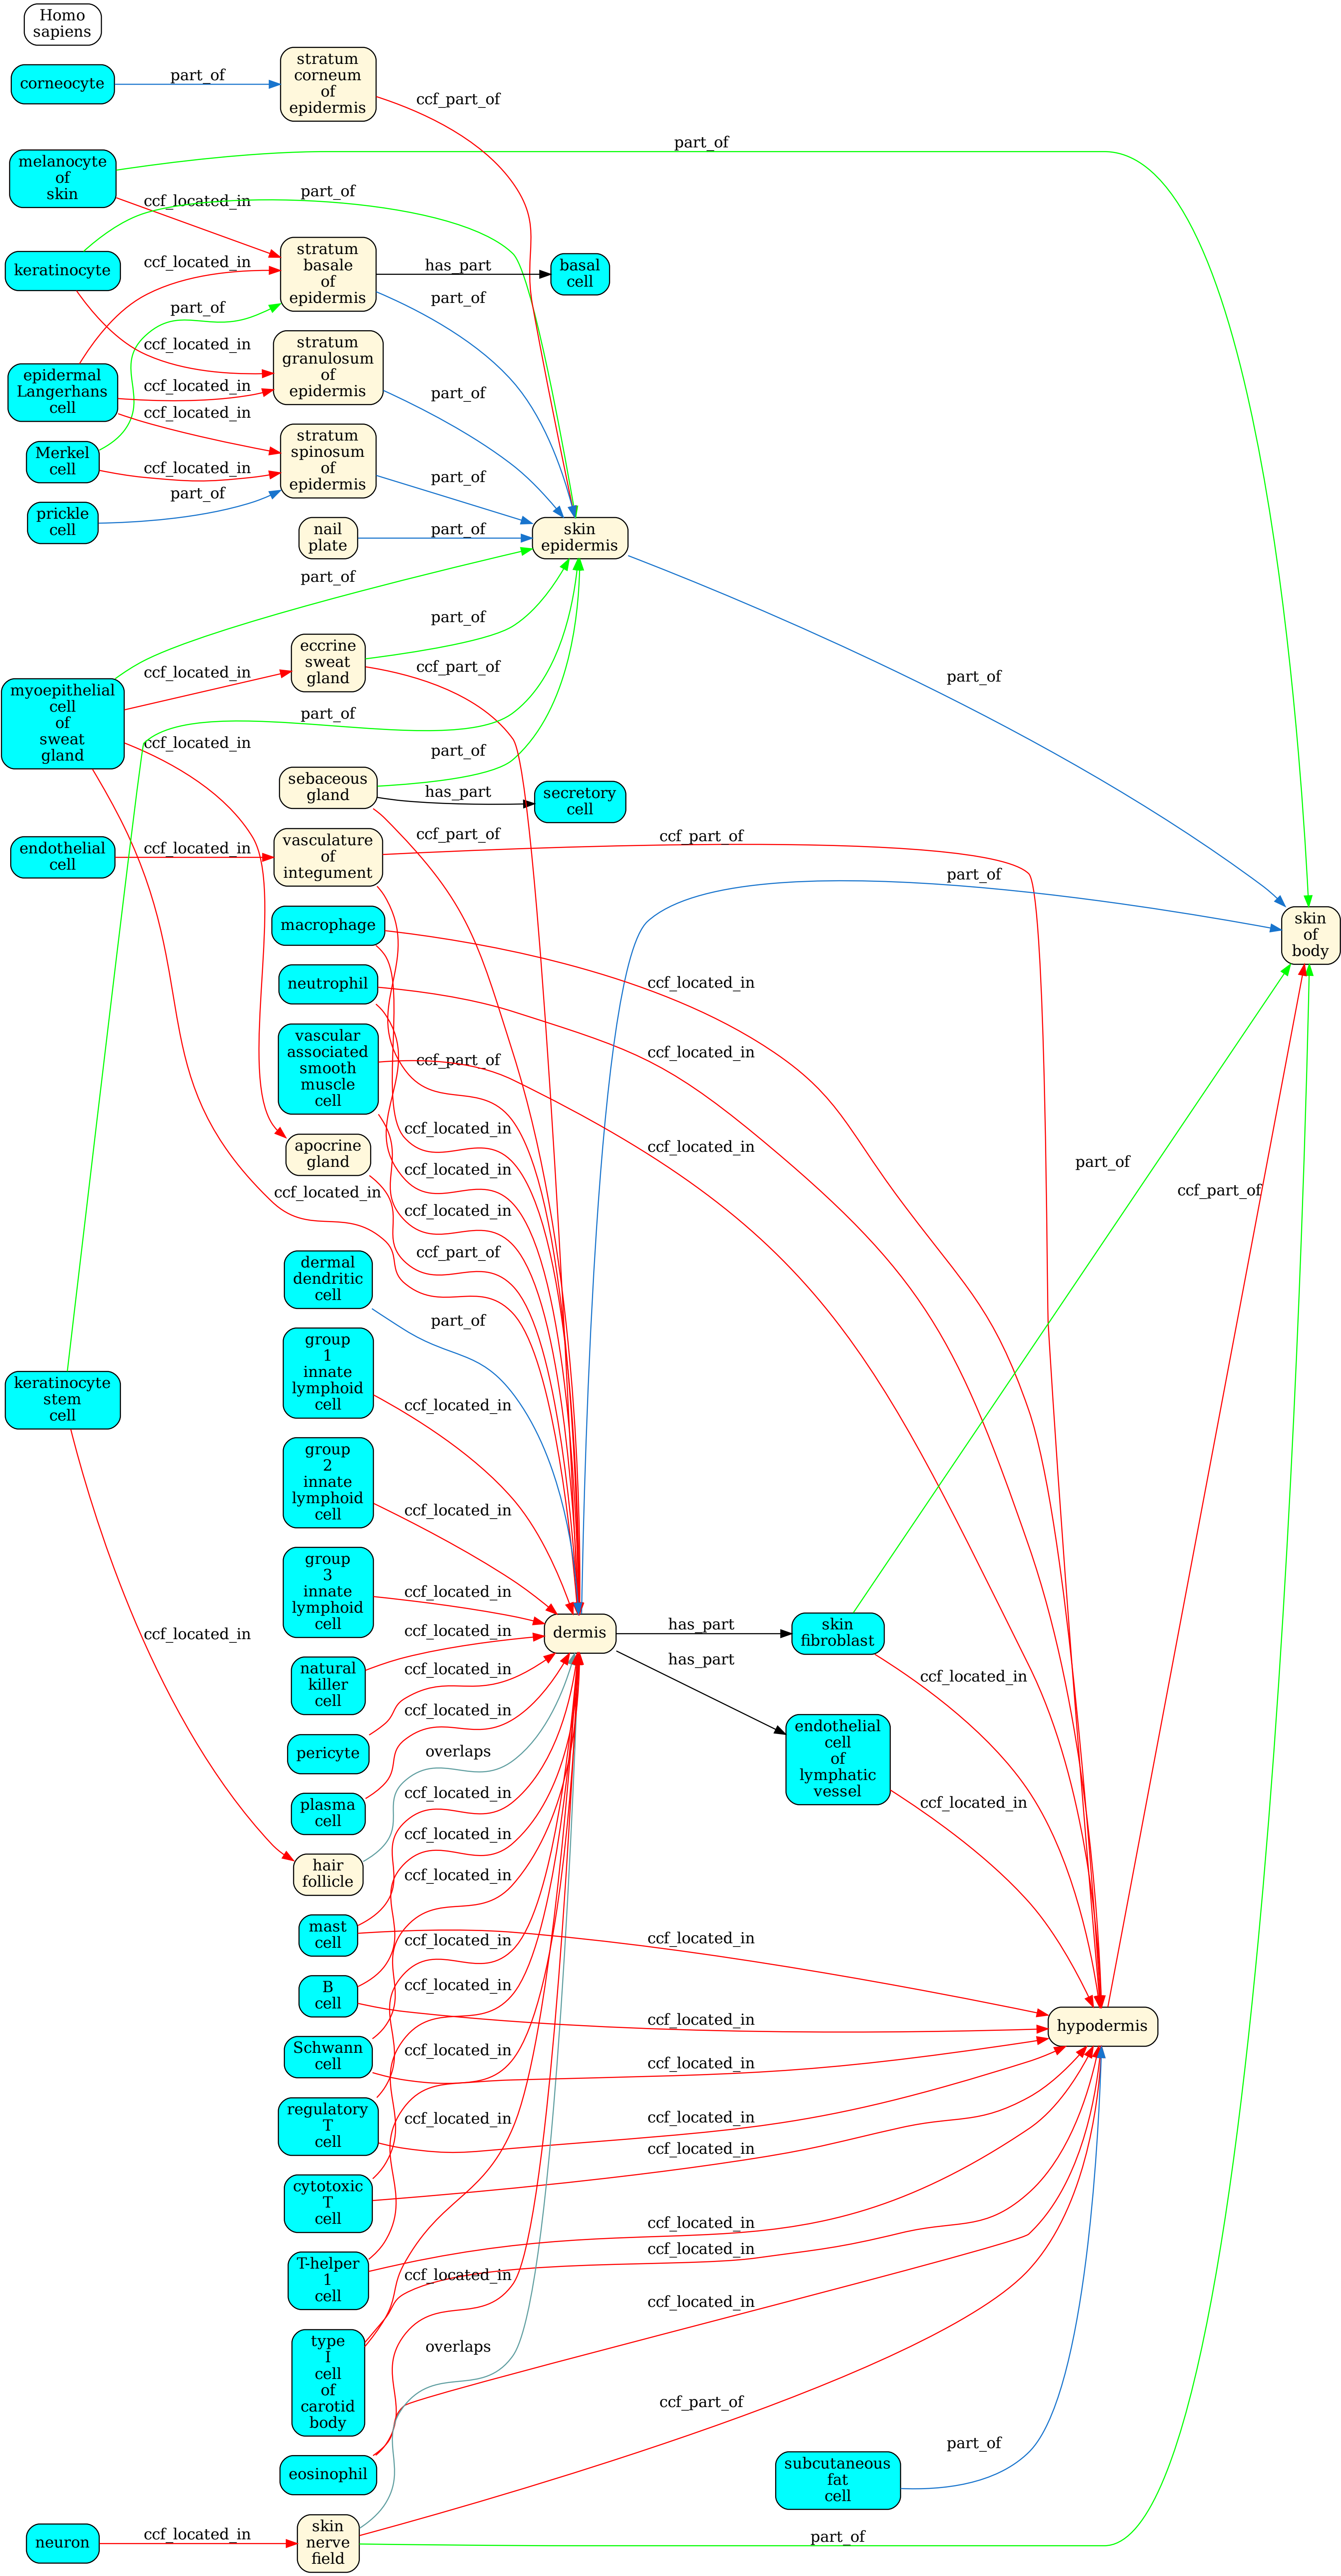 Homo
sapiens
corneocyte
part_of
stratum
corneum
of
epidermis
ccf_part_of
melanocyte
of
skin
part_of
ccf_located_in
part_of
keratinocyte
ccf_located_in
stratum
basale
of
epidermis
has_part
basal
cell
part_of
part_of
ccf_located_in
stratum
granulosum
of
epidermis
part_of
epidermal
Langerhans
cell
ccf_located_in
ccf_located_in
stratum
spinosum
of
epidermis
part_of
Merkel
cell
ccf_located_in
part_of
prickle
cell
nail
plate
part_of
skin
epidermis
part_of
part_of
eccrine
sweat
gland
ccf_part_of
part_of
myoepithelial
cell
of
sweat
gland
ccf_located_in
part_of
ccf_located_in
part_of
sebaceous
gland
has_part
secretory
cell
ccf_part_of
endothelial
cell
ccf_located_in
vasculature
of
integument
ccf_part_of
part_of
macrophage
skin
of
body
neutrophil
ccf_located_in
vascular
associated
smooth
muscle
cell
ccf_part_of
ccf_located_in
ccf_located_in
ccf_located_in
apocrine
gland
ccf_located_in
part_of
ccf_located_in
ccf_located_in
ccf_part_of
ccf_part_of
dermal
dendritic
cell
part_of
group
1
innate
lymphoid
cell
ccf_located_in
keratinocyte
stem
cell
group
2
innate
lymphoid
cell
ccf_located_in
group
3
innate
lymphoid
cell
ccf_located_in
ccf_located_in
ccf_located_in
dermis
has_part
skin
fibroblast
has_part
natural
killer
cell
ccf_located_in
ccf_located_in
pericyte
ccf_located_in
endothelial
cell
of
lymphatic
vessel
overlaps
plasma
cell
ccf_located_in
ccf_located_in
hair
follicle
ccf_located_in
ccf_located_in
mast
cell
ccf_located_in
ccf_located_in
B
cell
ccf_located_in
ccf_located_in
hypodermis
Schwann
cell
ccf_located_in
ccf_located_in
regulatory
T
cell
ccf_located_in
ccf_located_in
cytotoxic
T
cell
ccf_located_in
T-helper
1
cell
ccf_located_in
ccf_located_in
ccf_located_in
ccf_located_in
type
I
cell
of
carotid
body
overlaps
ccf_part_of
eosinophil
subcutaneous
fat
cell
part_of
neuron
ccf_located_in
skin
nerve
field
part_of